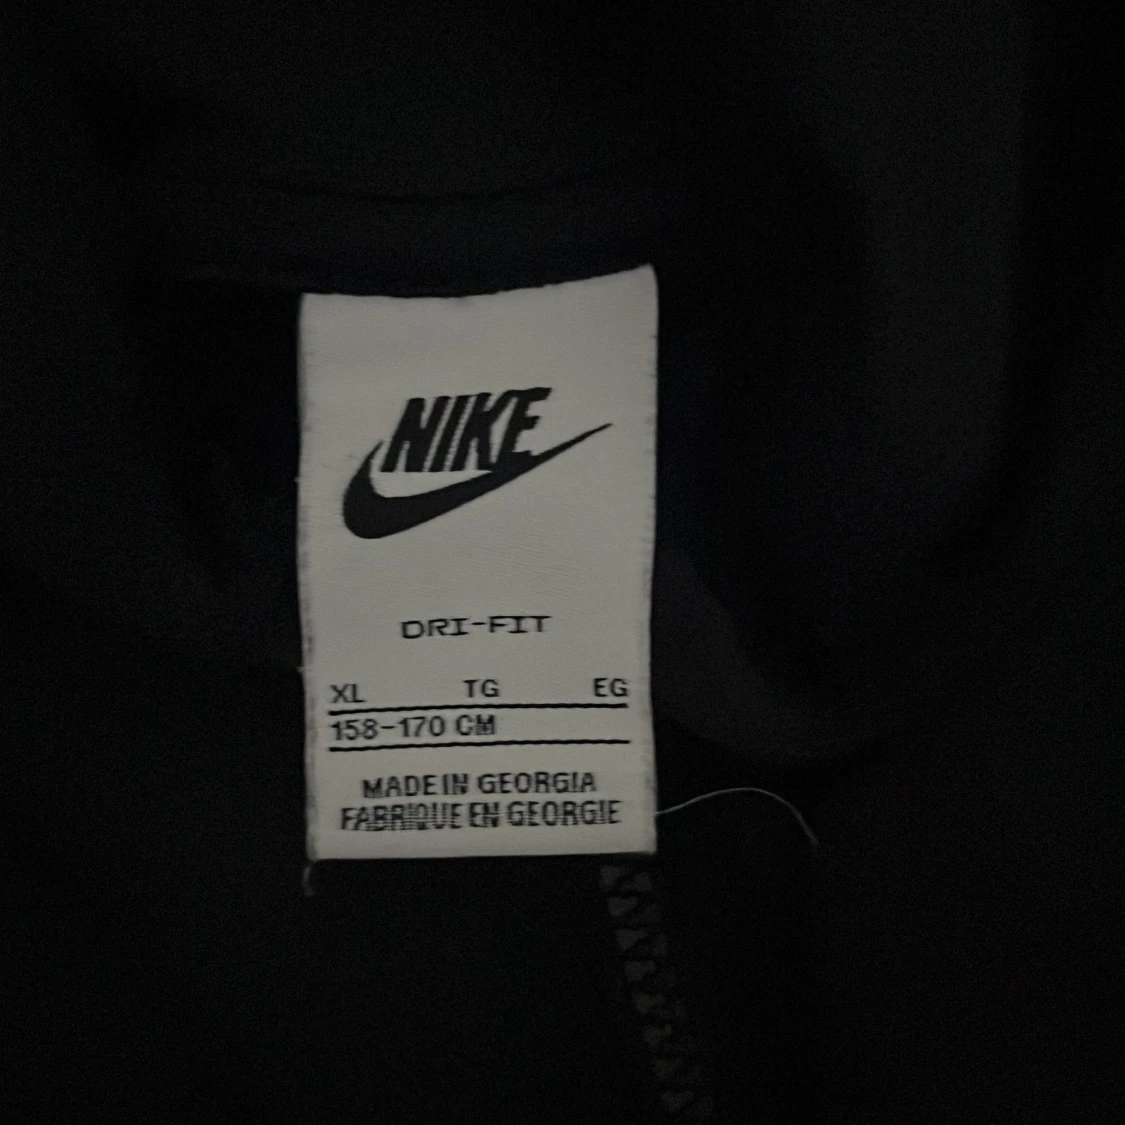 NIKE
DRI-FIT
XL TG EG
158-170 CM
MADE IN GEORGIA
FABRIQUE EN GEORGIE